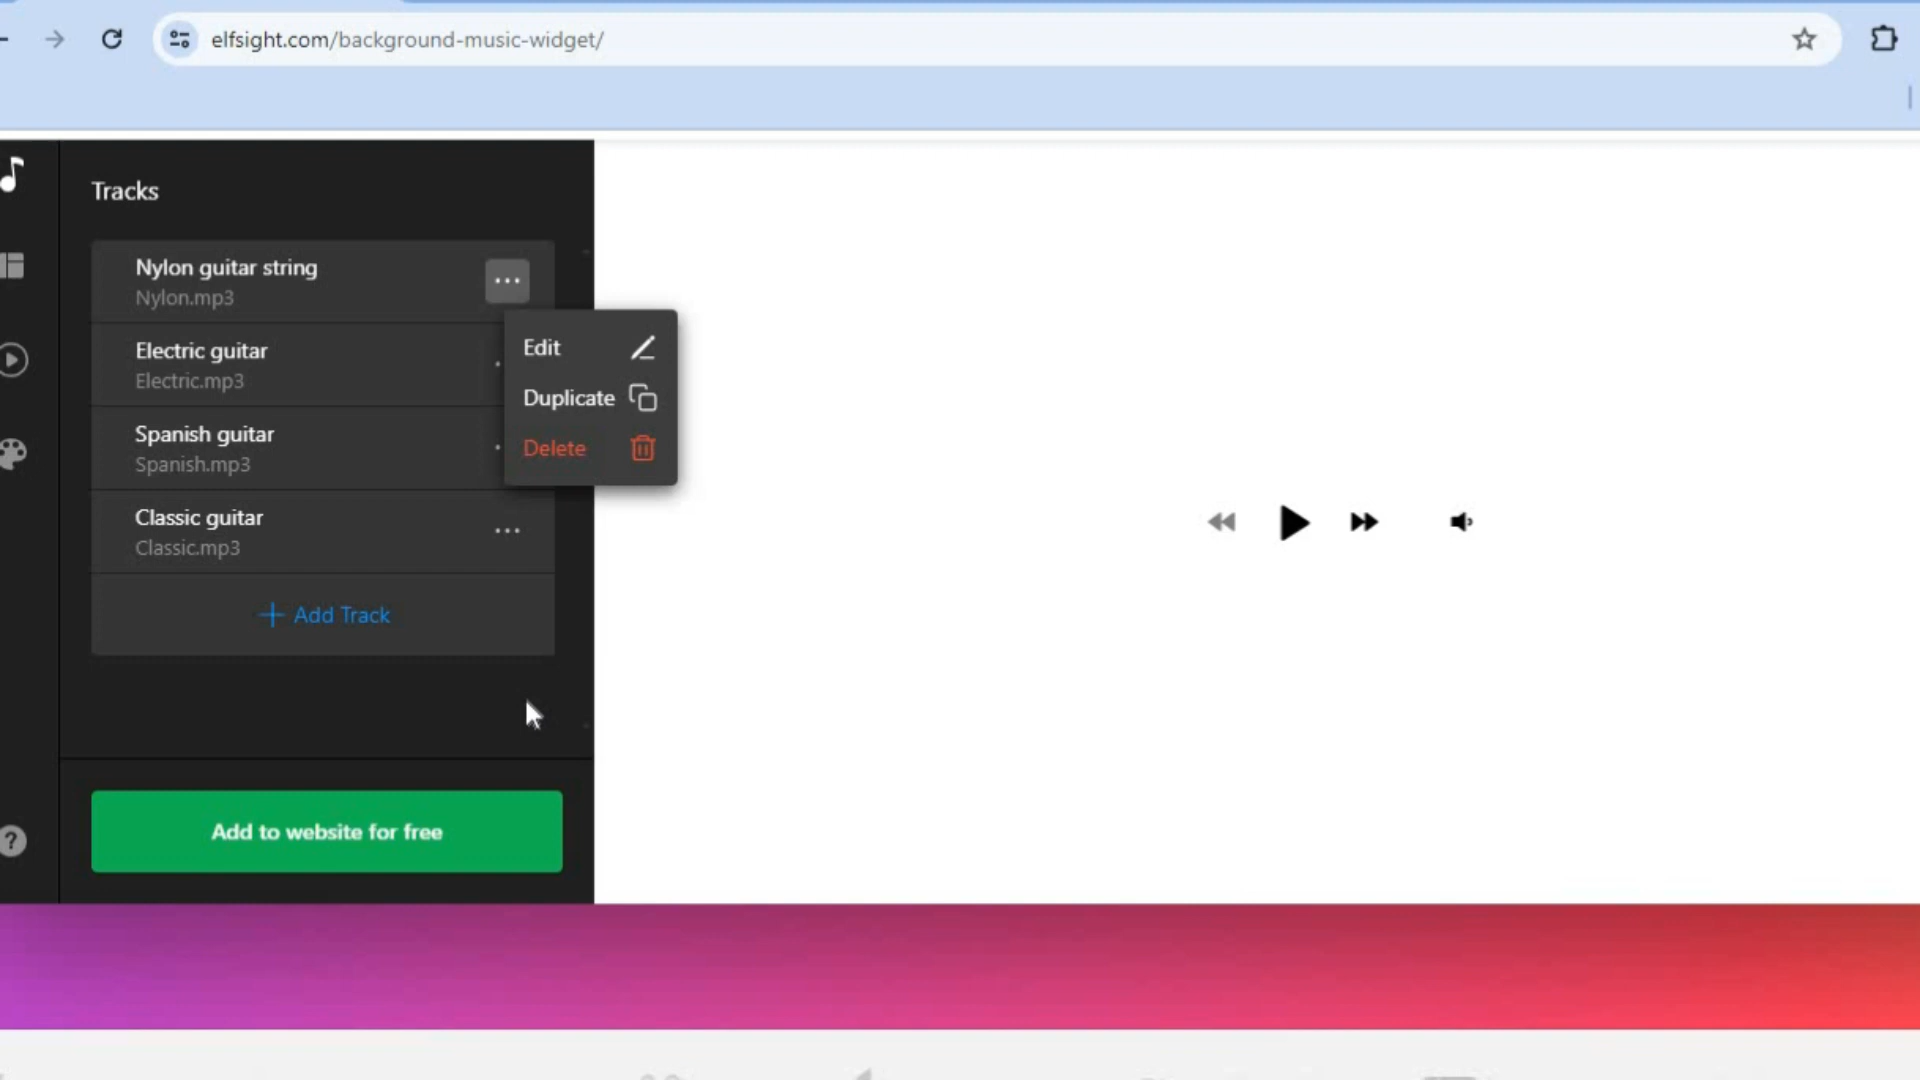 elfsight.com/background-music-widget/
Tracks
Nylon guitar string
Nylon.mp3
Edit
Electric guitar
Electric.mp3
Duplicate
Spanish guitar
Spanish.mp3
Delete
Classic guitar
Classic.mp3
+ Add Track
Add to website for free